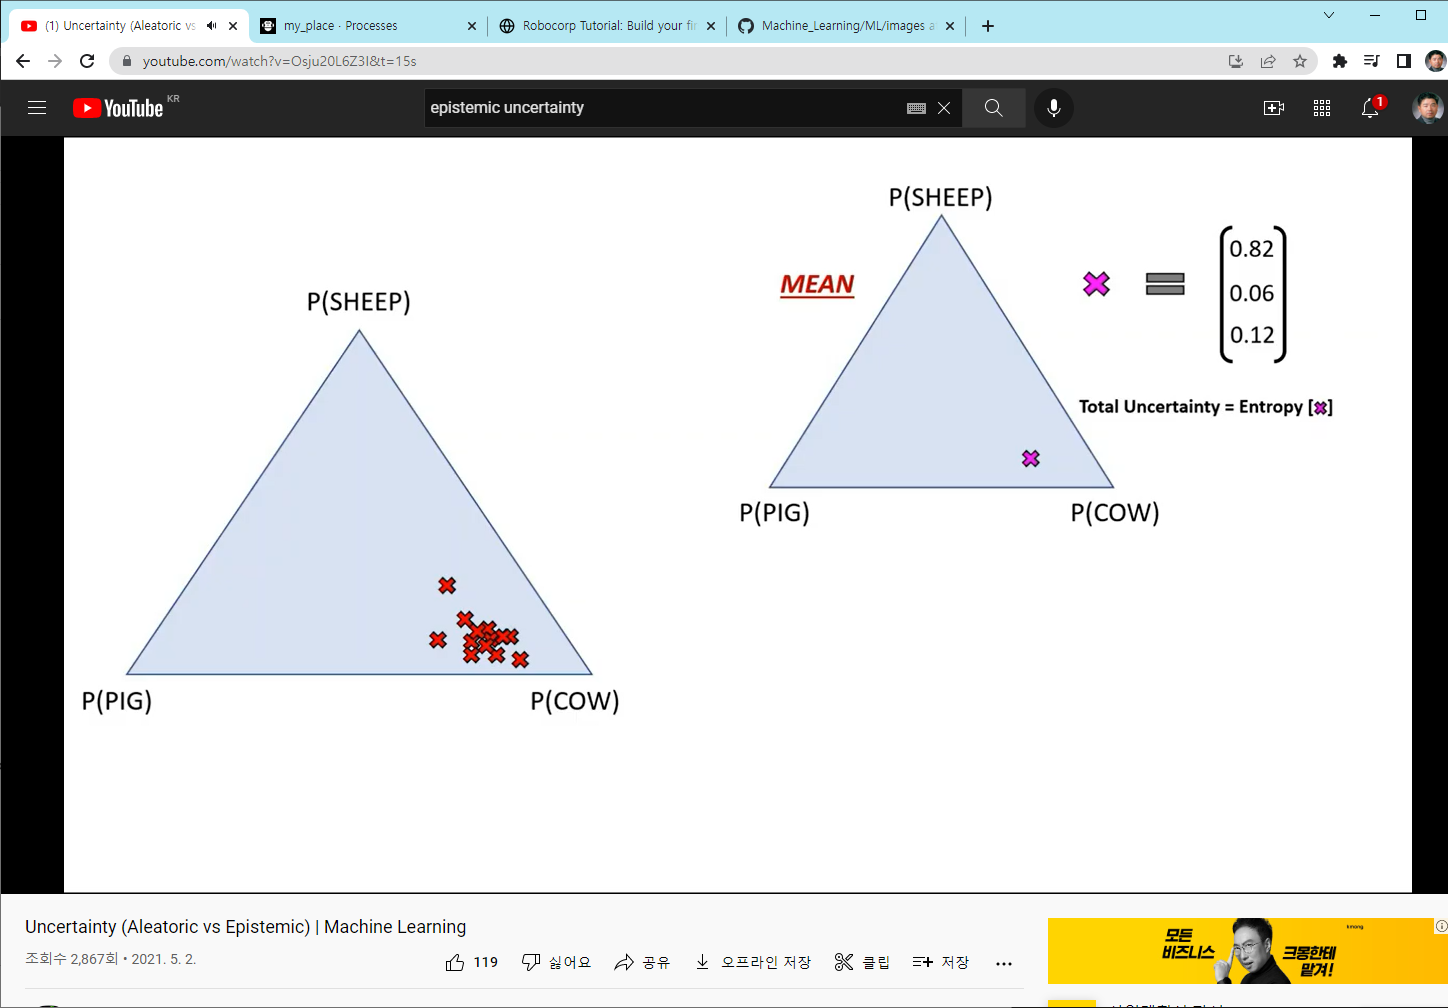 (1) Uncertainty (Aleatoric vs
my_place · Processes
Robocorp Tutorial: Build your fir
Machine_Learning/ML/images a
youtube.com/watch?v=Osju20L6Z3I&t=15s
YouTube KR
epistemic uncertainty
1
P(SHEEP)
MEAN
0.82
0.06
0.12
Total Uncertainty = Entropy [✖]
P(PIG)
P(COW)
P(SHEEP)
P(PIG)
P(COW)
Uncertainty (Aleatoric vs Epistemic) | Machine Learning
조회수 2,867회 • 2021. 5. 2.
119
싫어요
공유
오프라인 저장
클립
저장
kmong
모든
비즈니스
크몽한테
맡겨!